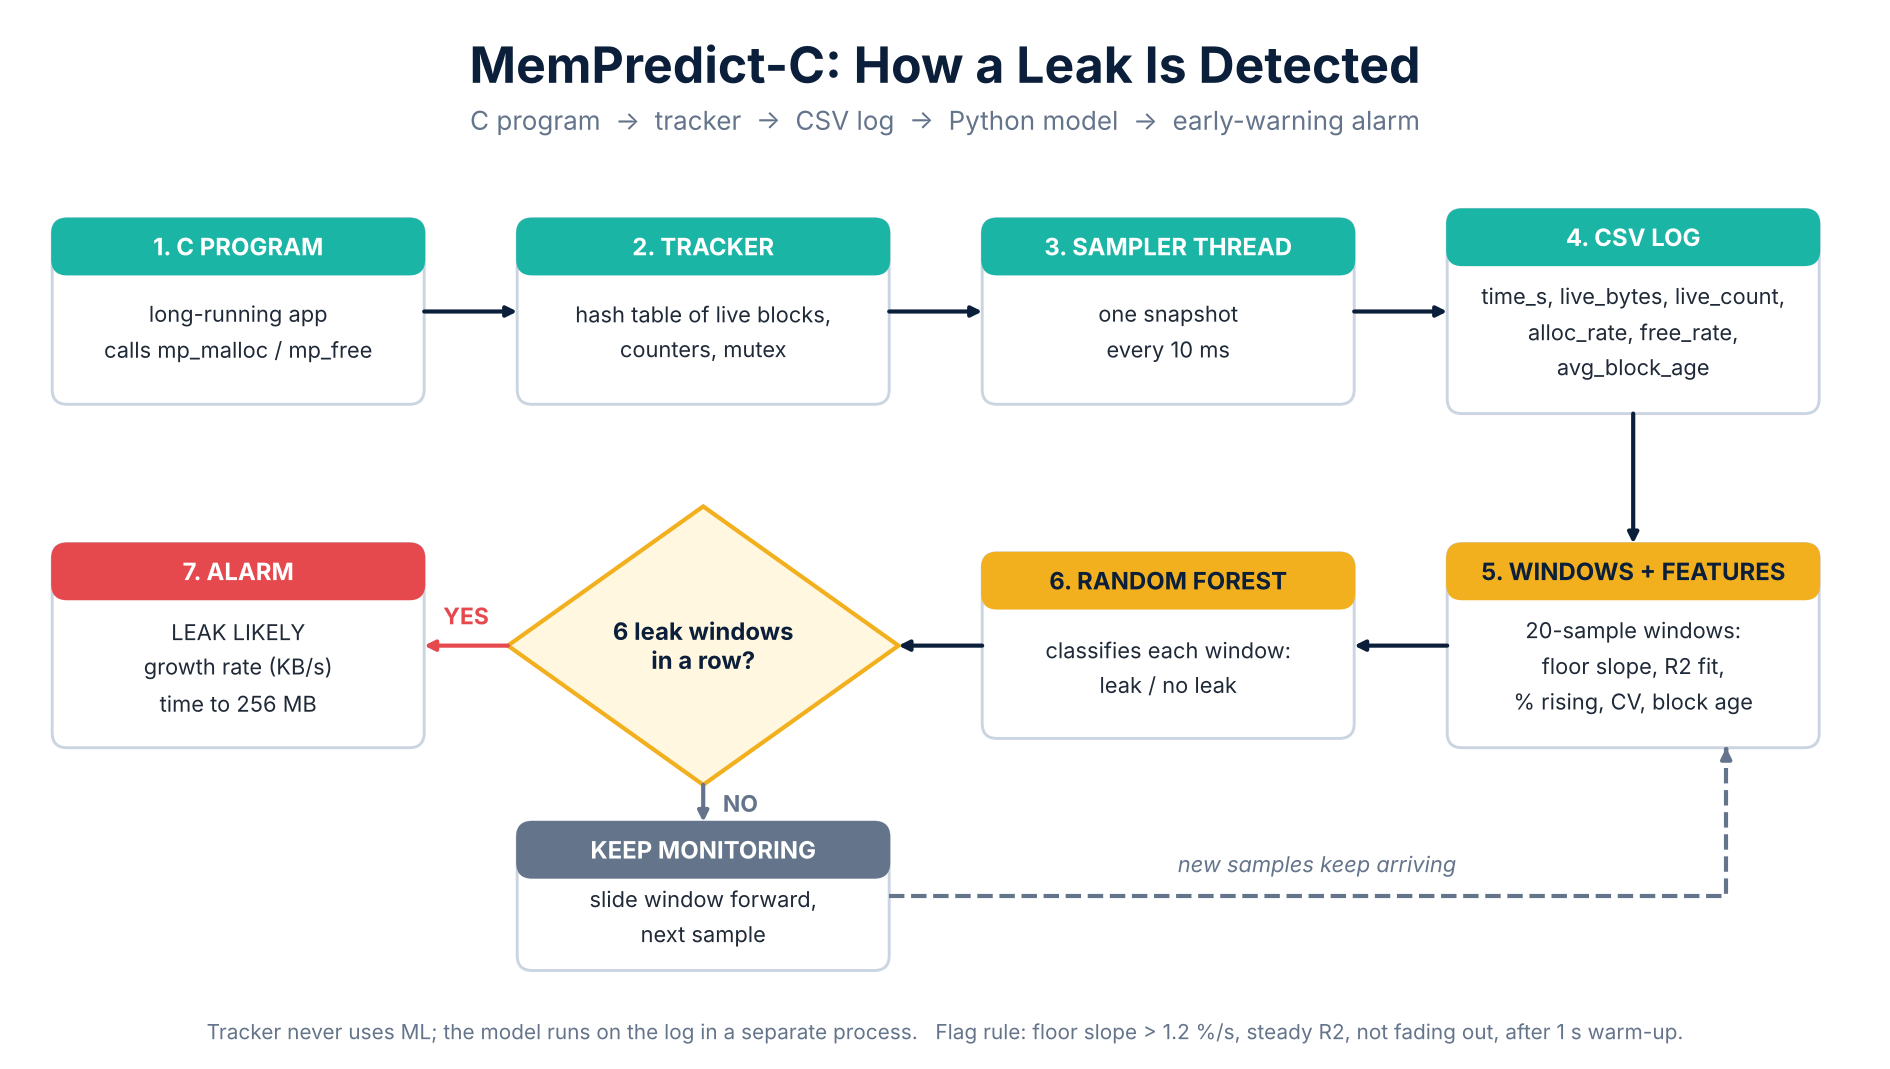 MemPredict-C: How a Leak Is Detected
C program → tracker → CSV log → Python model → early-warning alarm
1. C PROGRAM
long-running app
calls mp_malloc / mp_free
2. TRACKER
hash table of live blocks,
counters, mutex
3. SAMPLER THREAD
one snapshot
every 10 ms
4. CSV LOG
time_s, live_bytes, live_count,
alloc_rate, free_rate,
avg_block_age
5. WINDOWS + FEATURES
20-sample windows:
floor slope, R2 fit,
% rising, CV, block age
6. RANDOM FOREST
classifies each window:
leak / no leak
6 leak windows
in a row?
YES
7. ALARM
LEAK LIKELY
growth rate (KB/s)
time to 256 MB
NO
KEEP MONITORING
slide window forward,
next sample
new samples keep arriving
Tracker never uses ML; the model runs on the log in a separate process. Flag rule: floor slope > 1.2 %/s, steady R2, not fading out, after 1 s warm-up.